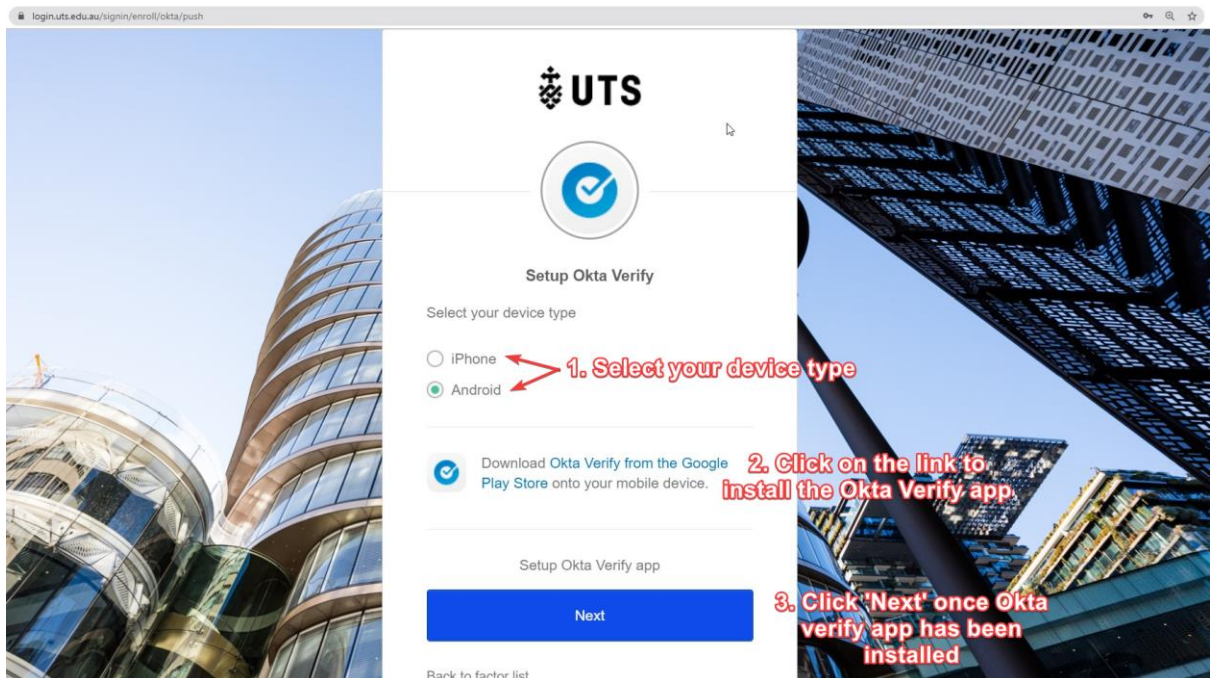 login.uts.edu.au/signin/enroll/okta/push
UTS
Setup Okta Verify
Select your device type
iPhone
1. Select your device type
Android
Download Okta Verify from the Google
Play Store onto your mobile device.
2. Click on the link to
install the Okta Verify app
Setup Okta Verify app
Next
3. Click 'Next' once Okta
verify app has been
installed
Back to factor list